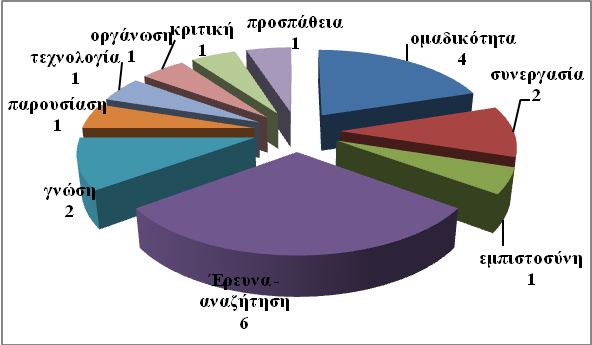 ομαδικότητα
4
συνεργασία
2
εμπιστοσύνη
1
Έρευνα -
αναζήτηση
6
γνώση
2
παρουσίαση
1
τεχνολογία
1
οργάνωση
1
κριτική
1
προσπάθεια
1